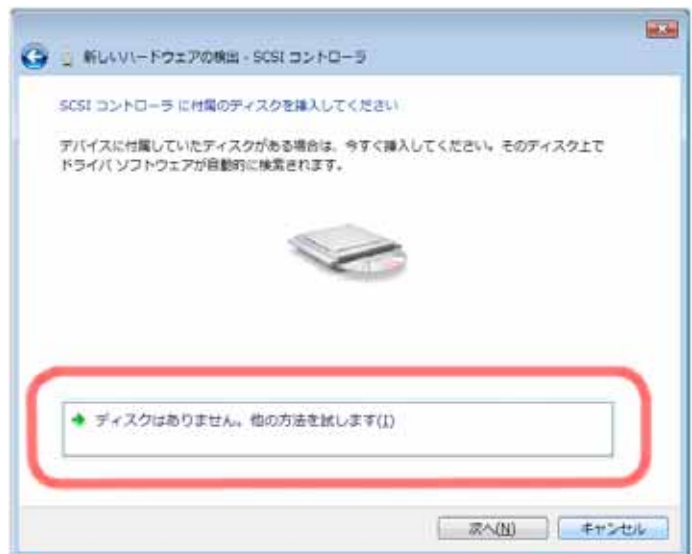 新しいハードウェアの検出 - SCSI コントローラ
SCSI コントローラ に付属のディスクを挿入してください
デバイスに付属していたディスクがある場合は、今すぐ挿入してください。そのディスク上で
ドライバ ソフトウェアが自動的に検索されます。
ディスクはありません。他の方法を試します(I)
次へ(N) キャンセル